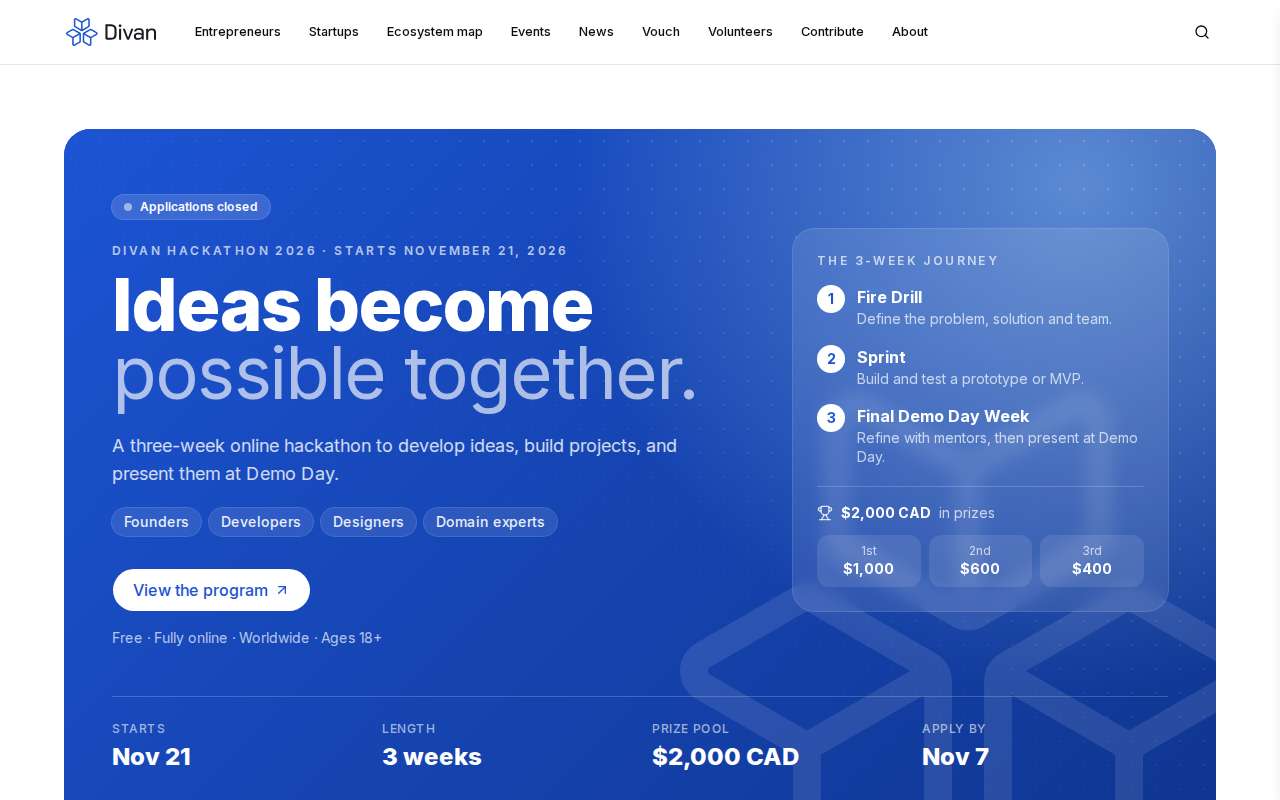 Divan
Entrepreneurs
Startups
Ecosystem map
Events
News
Vouch
Volunteers
Contribute
About
Applications closed
DIVAN HACKATHON 2026 · STARTS NOVEMBER 21, 2026
Ideas become
possible together.
A three-week online hackathon to develop ideas, build projects, and
present them at Demo Day.
Founders
Developers
Designers
Domain experts
View the program
Free · Fully online · Worldwide · Ages 18+
THE 3-WEEK JOURNEY
1
Fire Drill
Define the problem, solution and team.
2
Sprint
Build and test a prototype or MVP.
3
Final Demo Day Week
Refine with mentors, then present at Demo
Day.
$2,000 CAD in prizes
1st
$1,000
2nd
$600
3rd
$400
STARTS
Nov 21
LENGTH
3 weeks
PRIZE POOL
$2,000 CAD
APPLY BY
Nov 7